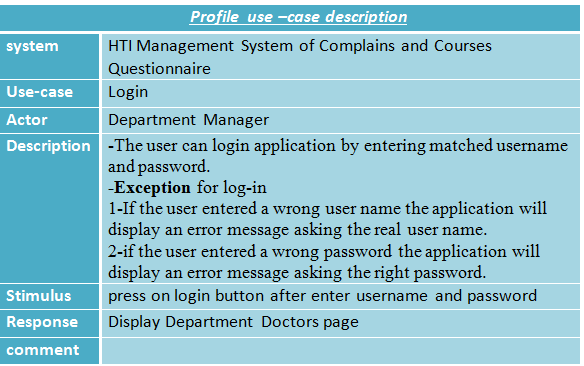 Profile use –case description
system HTI Management System of Complains and Courses
Questionnaire
Use-case Login
Actor Department Manager
Description -The user can login application by entering matched username
and password.
-Exception for log-in
1-If the user entered a wrong user name the application will
display an error message asking the real user name.
2-if the user entered a wrong password the application will
display an error message asking the right password.
Stimulus press on login button after enter username and password
Response Display Department Doctors page
comment